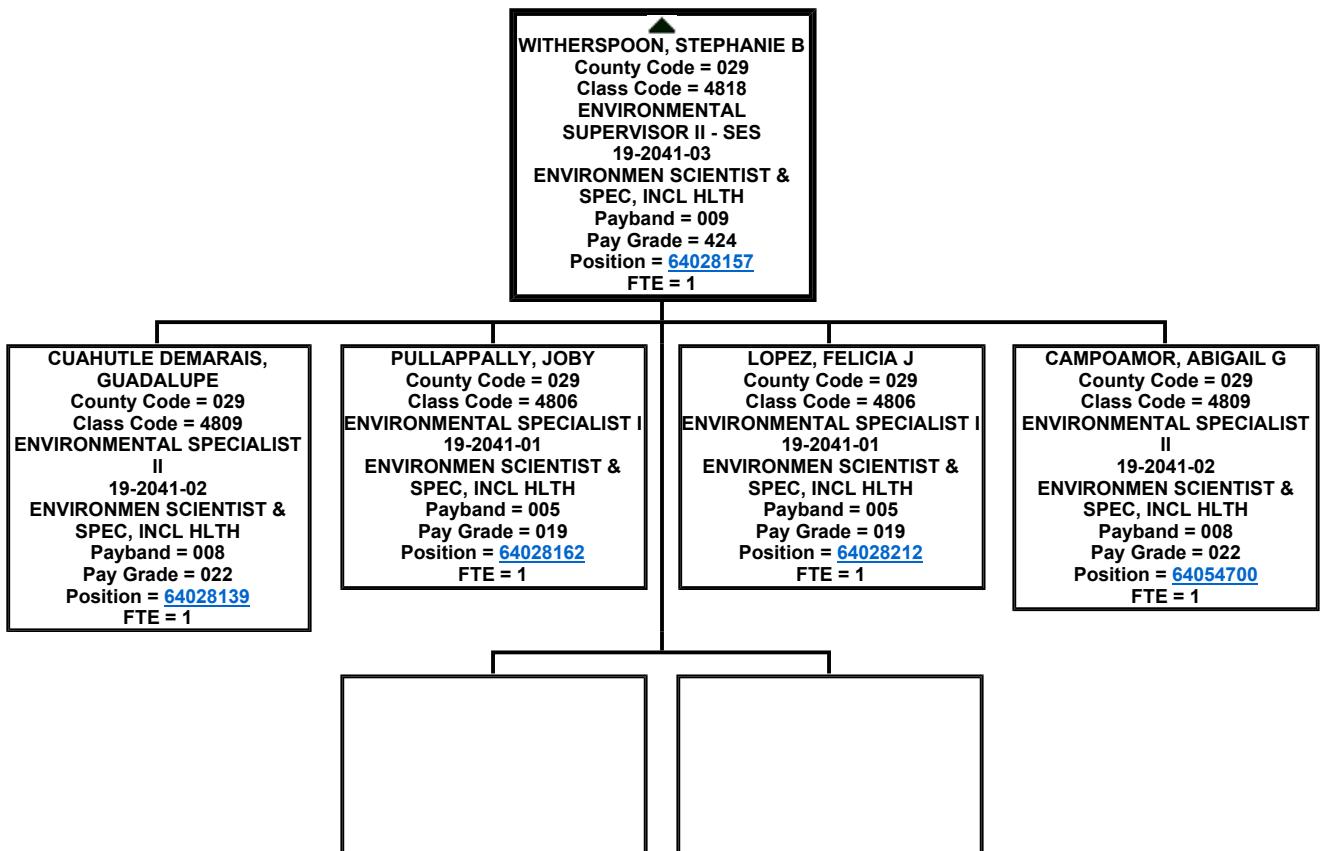 WITHERSPOON, STEPHANIE B
County Code = 029
Class Code = 4818
ENVIRONMENTAL
SUPERVISOR II - SES
19-2041-03
ENVIRONMEN SCIENTIST &
SPEC, INCL HLTH
Payband = 009
Pay Grade = 424
Position = 64028157
FTE = 1
CUAHUTLE DEMARAIS,
GUADALUPE
County Code = 029
Class Code = 4809
ENVIRONMENTAL SPECIALIST
II
19-2041-02
ENVIRONMEN SCIENTIST &
SPEC, INCL HLTH
Payband = 008
Pay Grade = 022
Position = 64028139
FTE = 1
PULLAPPALLY, JOBY
County Code = 029
Class Code = 4806
ENVIRONMENTAL SPECIALIST I
19-2041-01
ENVIRONMEN SCIENTIST &
SPEC, INCL HLTH
Payband = 005
Pay Grade = 019
Position = 64028162
FTE = 1
LOPEZ, FELICIA J
County Code = 029
Class Code = 4806
ENVIRONMENTAL SPECIALIST I
19-2041-01
ENVIRONMEN SCIENTIST &
SPEC, INCL HLTH
Payband = 005
Pay Grade = 019
Position = 64028212
FTE = 1
CAMPOAMOR, ABIGAIL G
County Code = 029
Class Code = 4809
ENVIRONMENTAL SPECIALIST
II
19-2041-02
ENVIRONMEN SCIENTIST &
SPEC, INCL HLTH
Payband = 008
Pay Grade = 022
Position = 64054700
FTE = 1